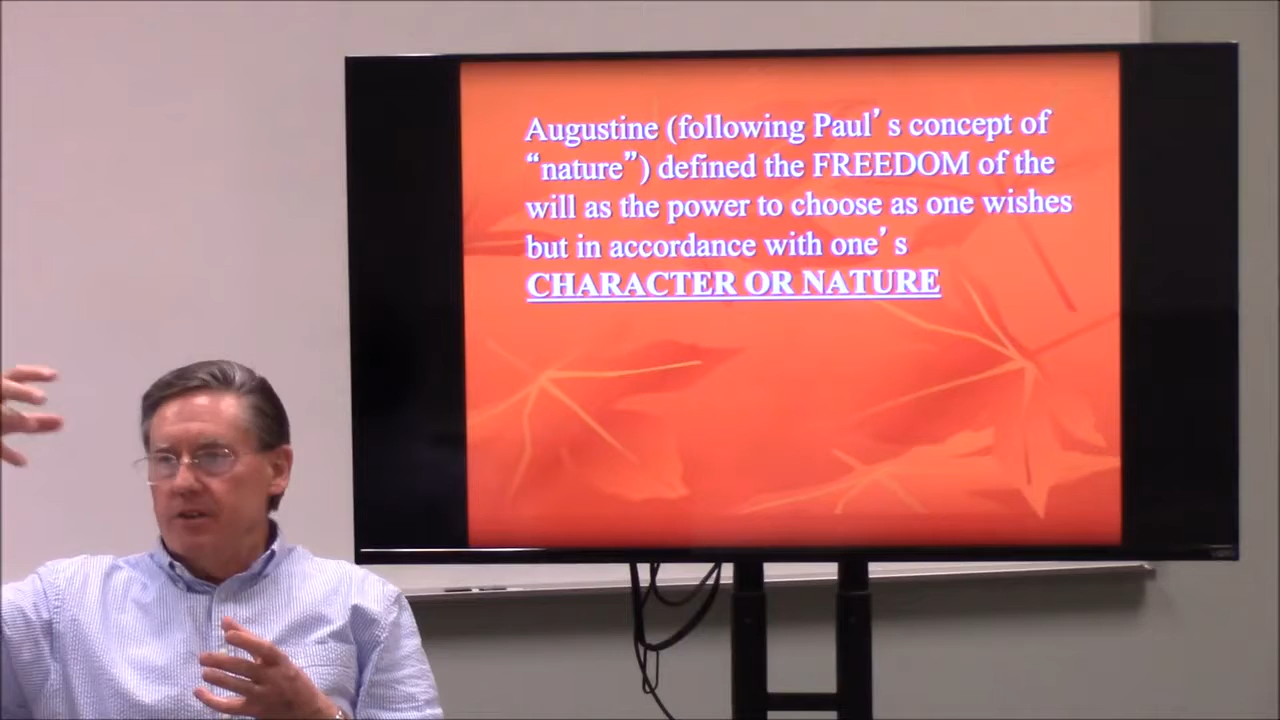 Augustine (following Paul’s concept of
“nature”) defined the FREEDOM of the
will as the power to choose as one wishes
but in accordance with one’s
CHARACTER OR NATURE